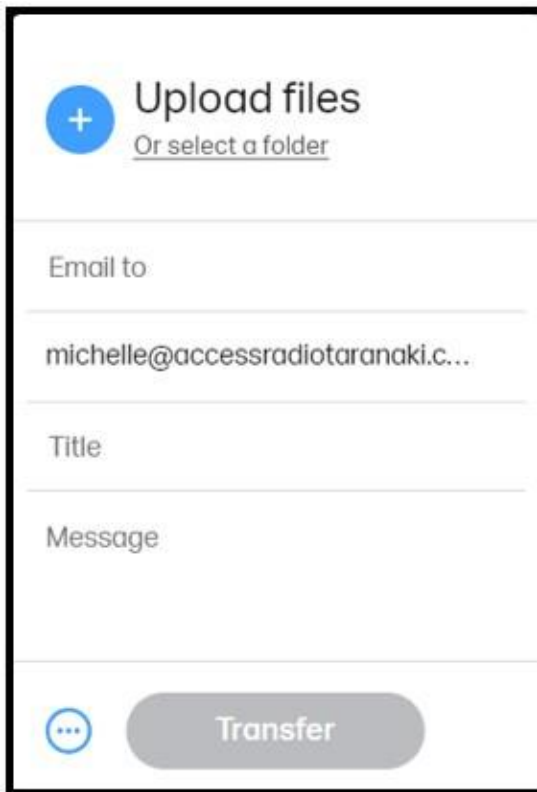 Upload files
Or select a folder
Email to
michelle@accessradiotaranaki.c...
Title
Message
Transfer